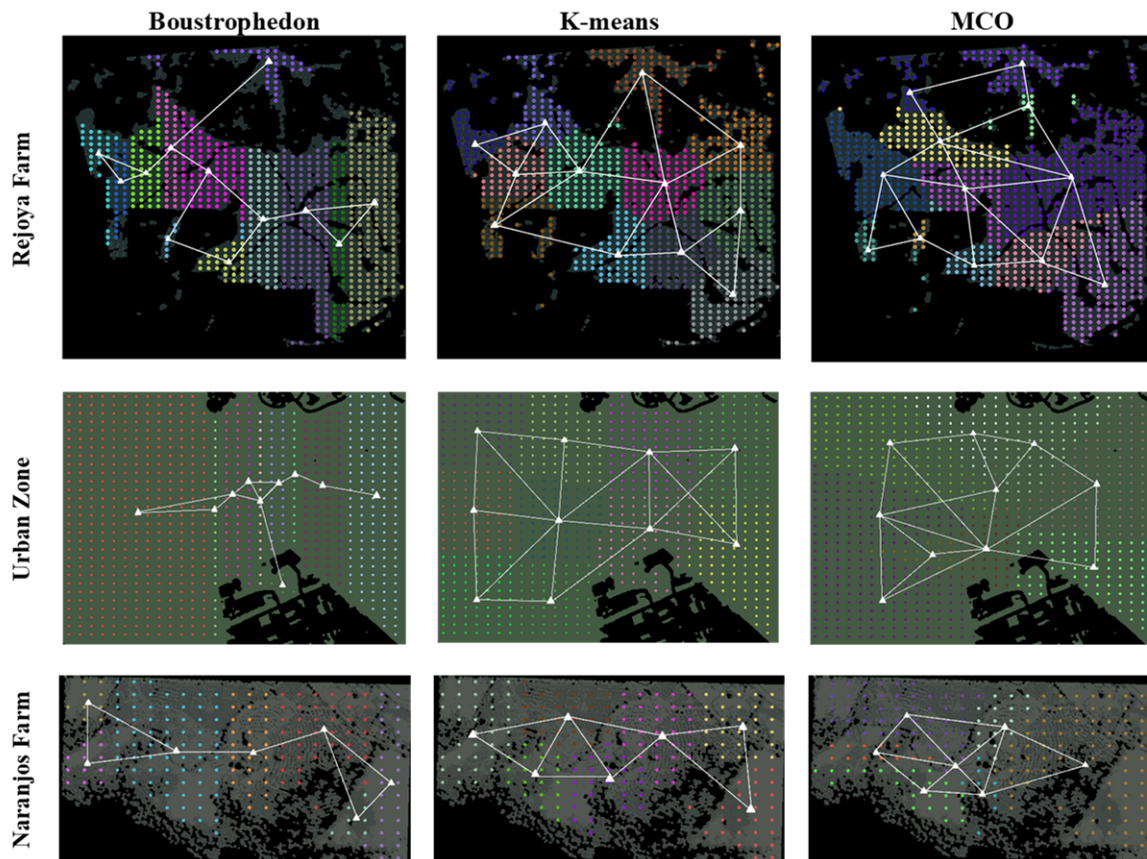 Boustrophedon
K-means
MCO
Rejoya Farm
Urban Zone
Naranjos Farm